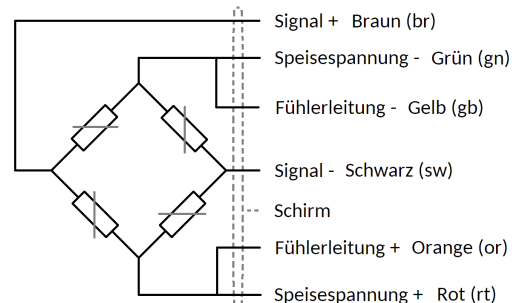 Signal + Braun (br)
Speisespannung - Grün (gn)
Fühlerleitung - Gelb (gb)
Signal - Schwarz (sw)
Schirm
Fühlerleitung + Orange (or)
Speisespannung + Rot (rt)